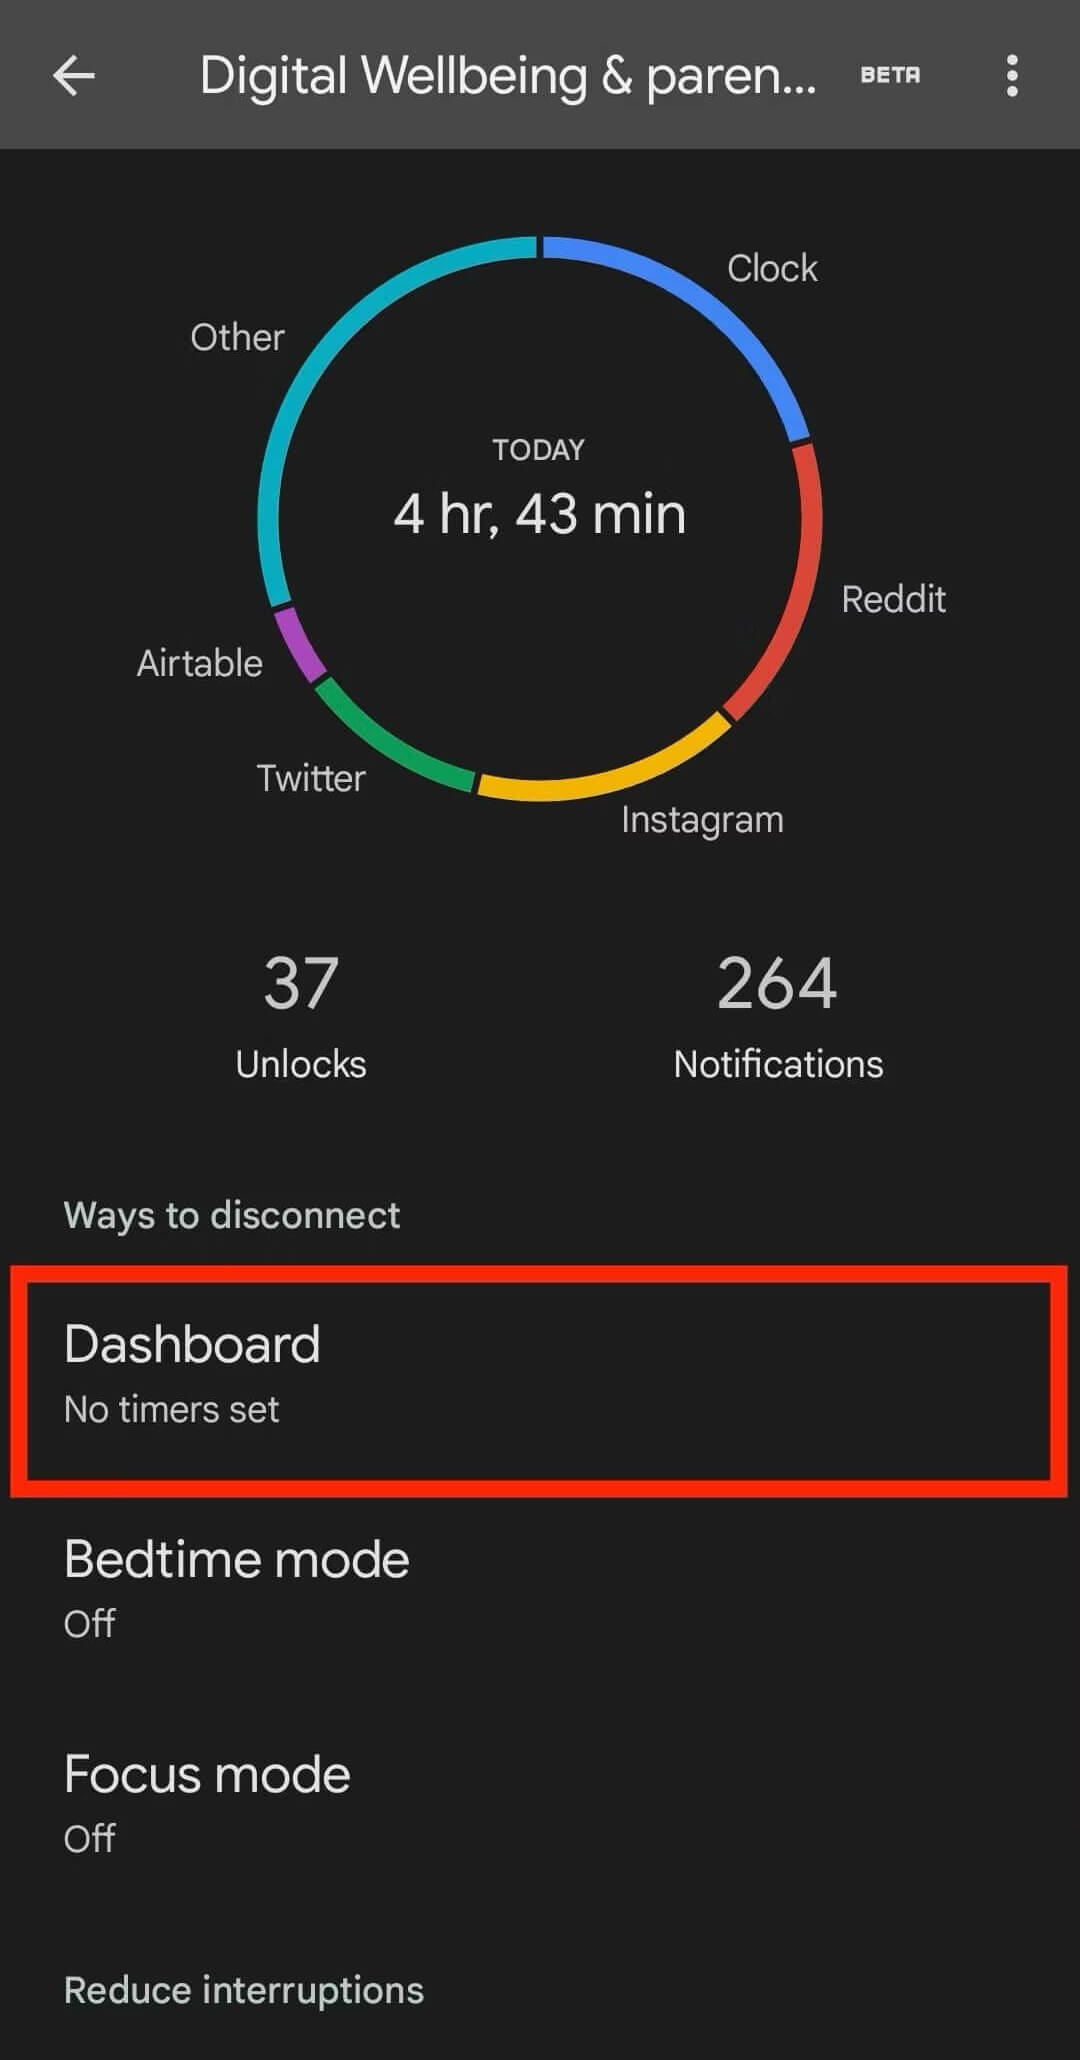 Digital Wellbeing & paren... BETA
Clock
Other
TODAY
4 hr, 43 min
Reddit
Airtable
Twitter
Instagram
37 264
Unlocks Notifications
Ways to disconnect
Dashboard
No timers set
Bedtime mode
Off
Focus mode
Off
Reduce interruptions